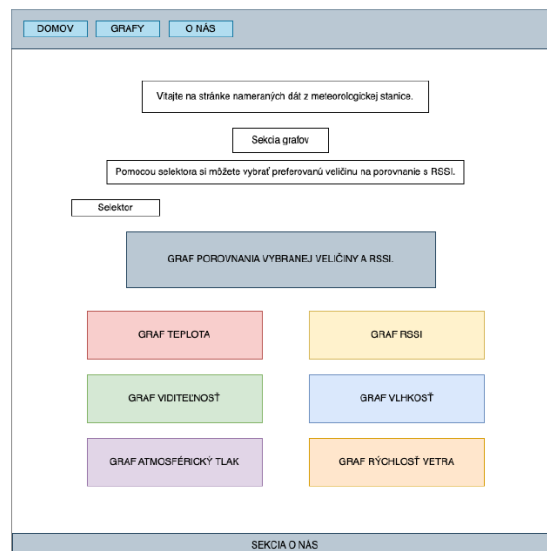 DOMOV GRAFY O NÁS
Vitajte na stránke nameraných dát z meteorologickej stanice.
Sekcia grafov
Pomocou selektora si môžete vybrať preferovanú veličinu na porovnanie s RSSI.
Selektor
GRAF POROVNANIA VYBRANEJ VELIČINY A RSSI.
GRAF TEPLOTA GRAF RSSI
GRAF VIDITEĽNOSŤ GRAF VLHKOSŤ
GRAF ATMOSFÉRICKÝ TLAK GRAF RÝCHLOSŤ VETRA
SEKCIA O NÁS